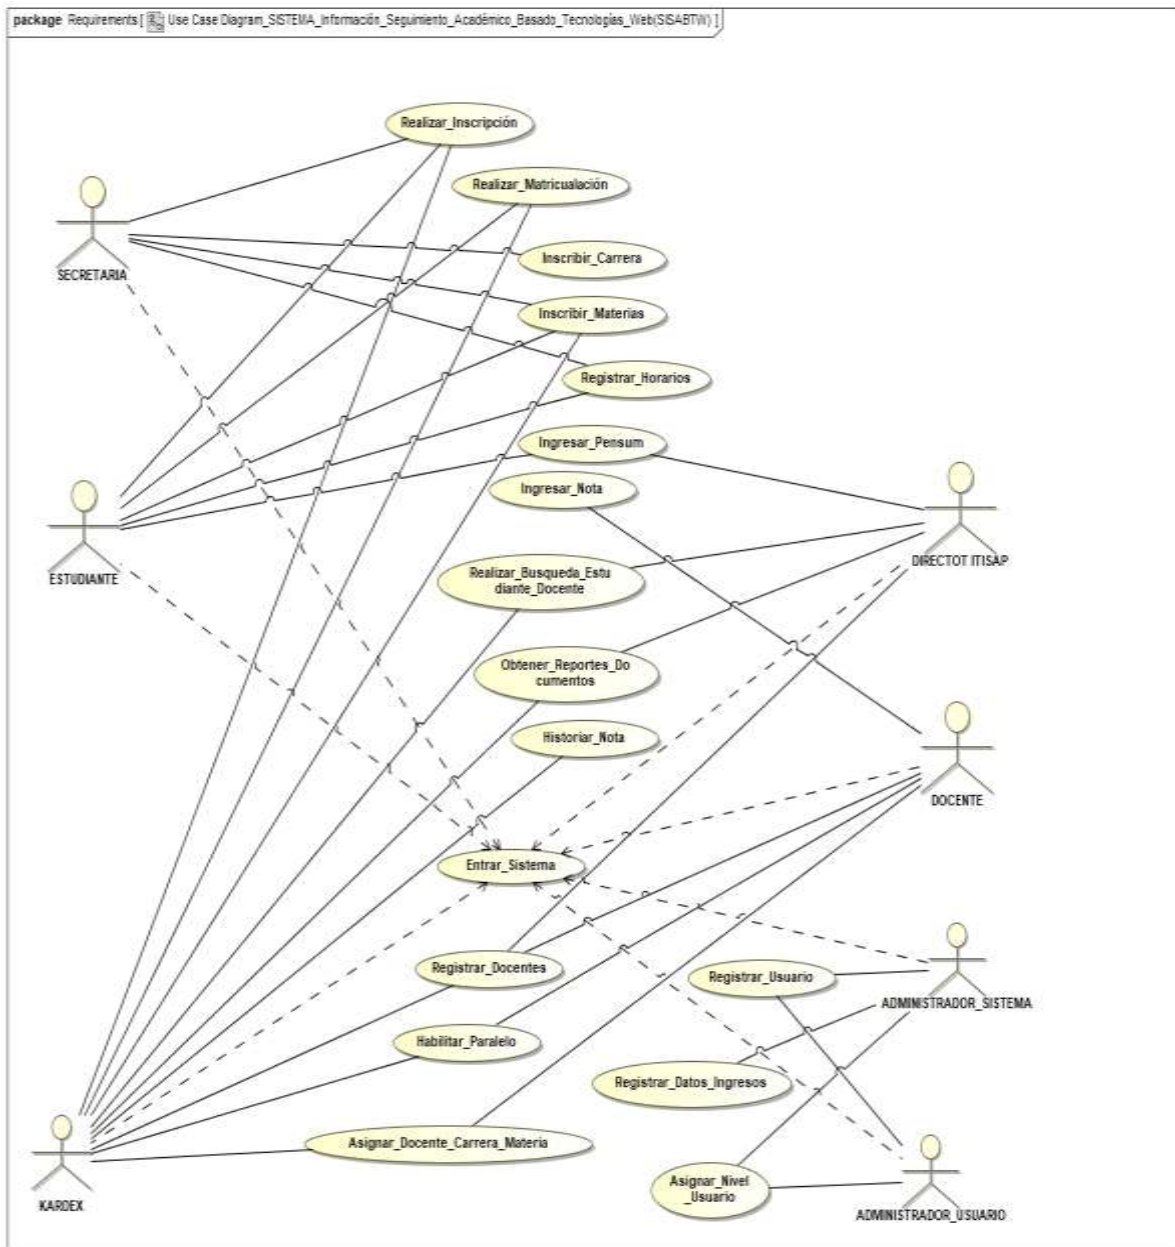 package Requirements [ Use Case Diagram_SISTEMA_Información_Seguimiento_Académico_Basado_Tecnologías_Web(SISABTW) ]
Realizar_Inscripción
Realizar_Matricualación
SECRETARIA
Inscribir_Carrera
Inscribir_Materias
Registrar_Horarios
Ingresar_Pensum
Ingresar_Nota
ESTUDIANTE
DIRECTOT ITISAP
Realizar_Busqueda_Estu
diante_Docente
Obtener_Reportes_Do
cumentos
Historiar_Nota
DOCENTE
Entrar_Sistema
Registrar_Docentes
Registrar_Usuario
ADMINISTRADOR_SISTEMA
Habilitar_Paralelo
Registrar_Datos_Ingresos
Asignar_Docente_Carrera_Materia
Asignar_Nivel
_Usuario
KARDEX
ADMINISTRADOR_USUARIO